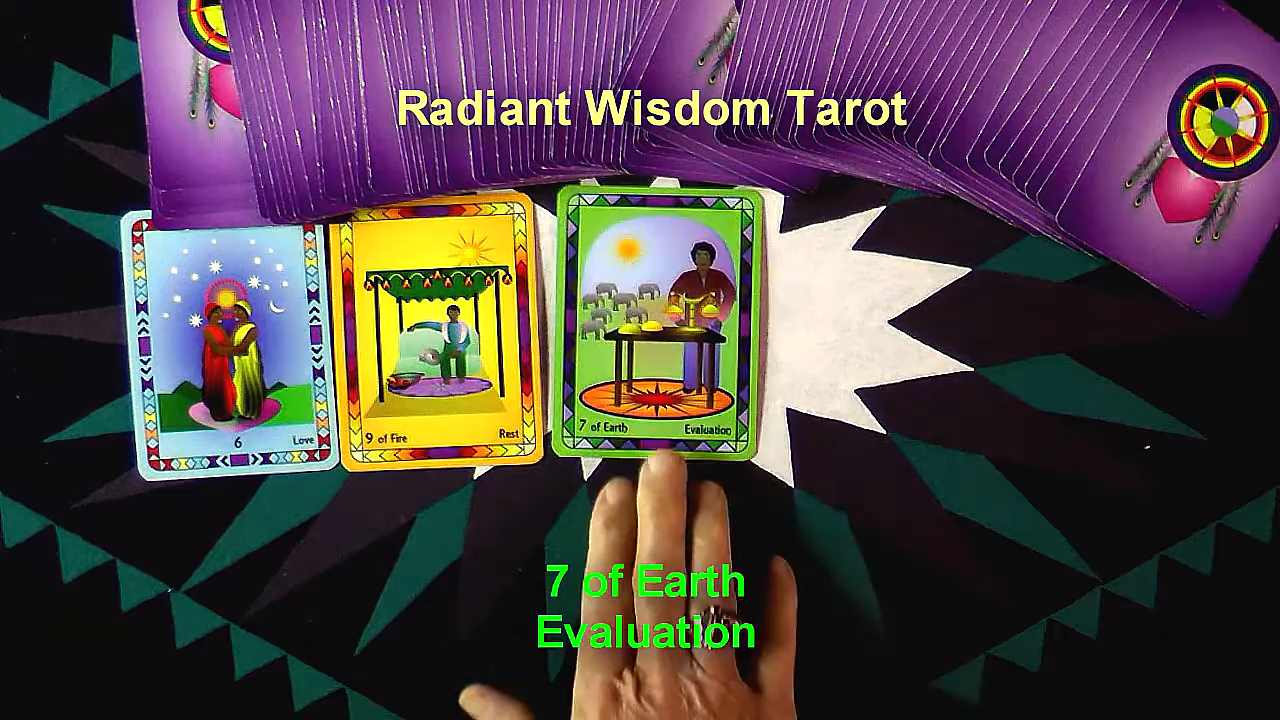 Radiant Wisdom Tarot
6 Love
9 of Fire Rest
7 of Earth Evaluation
7 of Earth
Evaluation